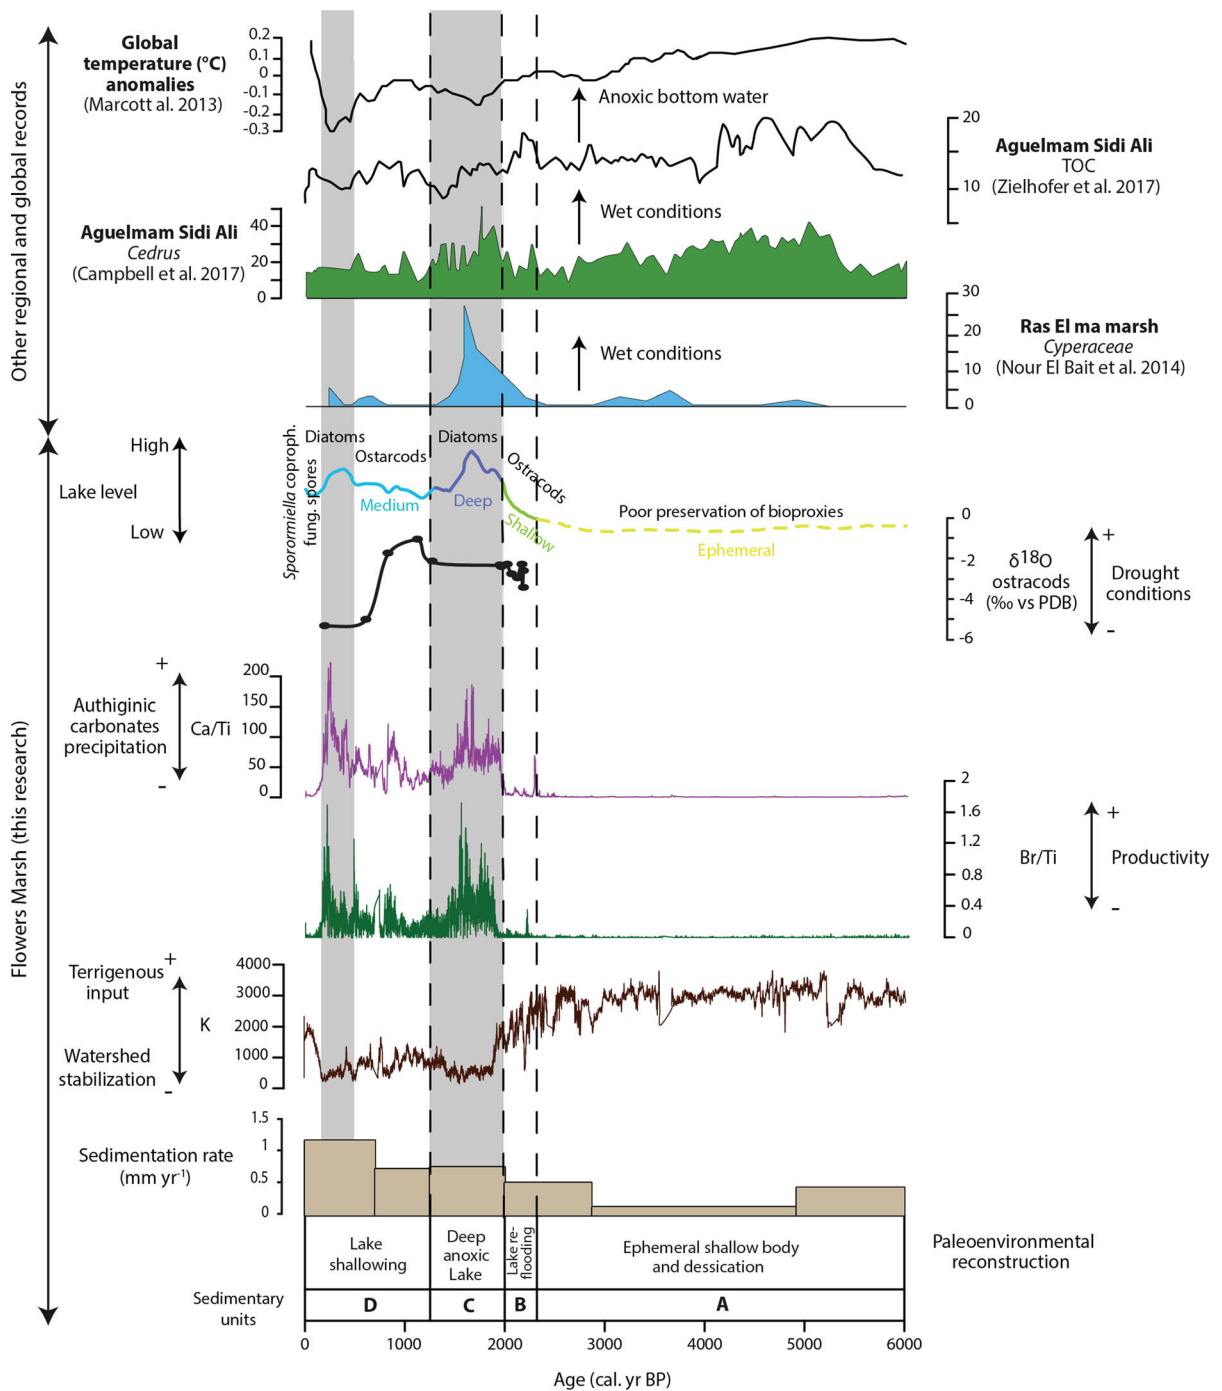 Other regional and global records
Flowers Marsh (this research)
Global
temperature (°C)
anomalies
(Marcott al. 2013)
0.2
0.1
0
-0.1
-0.2
-0.3
Anoxic bottom water
20
10
Aguelmam Sidi Ali
TOC
(Zielhofer et al. 2017)
Aguelmam Sidi Ali
Cedrus
(Campbell et al. 2017)
40
20
0
Wet conditions
Wet conditions
30
20
10
0
Ras El ma marsh
Cyperaceae
(Nour El Bait et al. 2014)
Lake level
High
Low
Sporormiella coproph.
fung. spores
Diatoms
Ostarcods
Diatoms
Ostracods
Medium
Deep
Shallow
Poor preservation of bioproxies
Ephemeral
0
-2
-4
-6
δ18O
ostracods
(‰ vs PDB)
+
Drought
conditions
-
+
Authiginic
carbonates
precipitation
-
Ca/Ti
200
150
100
50
0
2
1.6
1.2
0.8
0.4
0
Br/Ti
+
Productivity
-
+
Terrigenous
input
K
Watershed
stabilization
-
4000
3000
2000
1000
0
Sedimentation rate
(mm yr-1)
1.5
1
0.5
0
Lake
shallowing
Deep
anoxic
Lake
Lake re-
flooding
Ephemeral shallow body
and dessication
Paleoenvironmental
reconstruction
Sedimentary
units
D
C
B
A
0
1000
2000
3000
4000
5000
6000
Age (cal. yr BP)